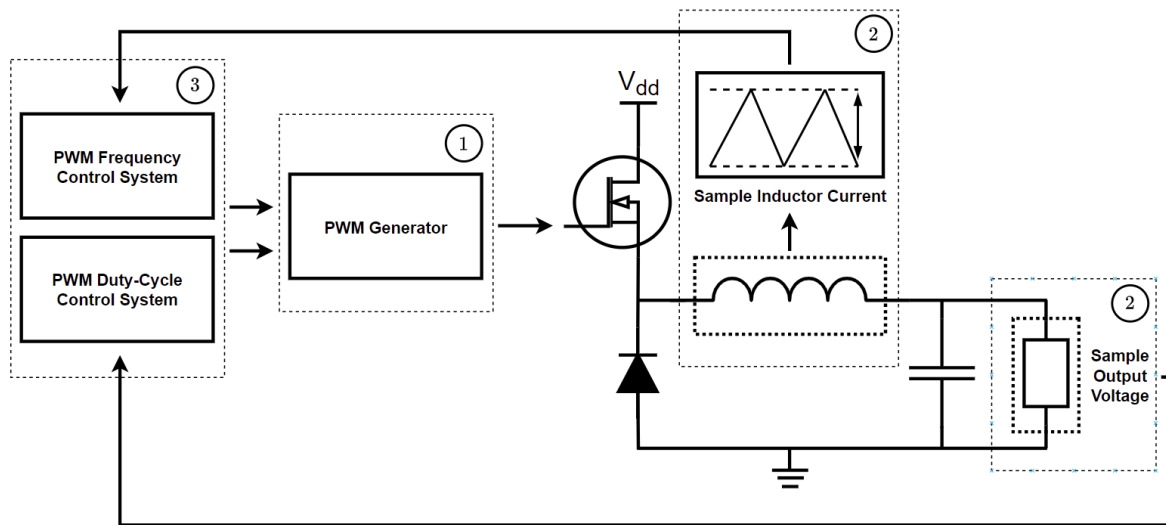 2
3
V_dd
PWM Frequency
Control System
1
Sample Inductor Current
PWM Generator
PWM Duty-Cycle
Control System
2
Sample
Output
Voltage